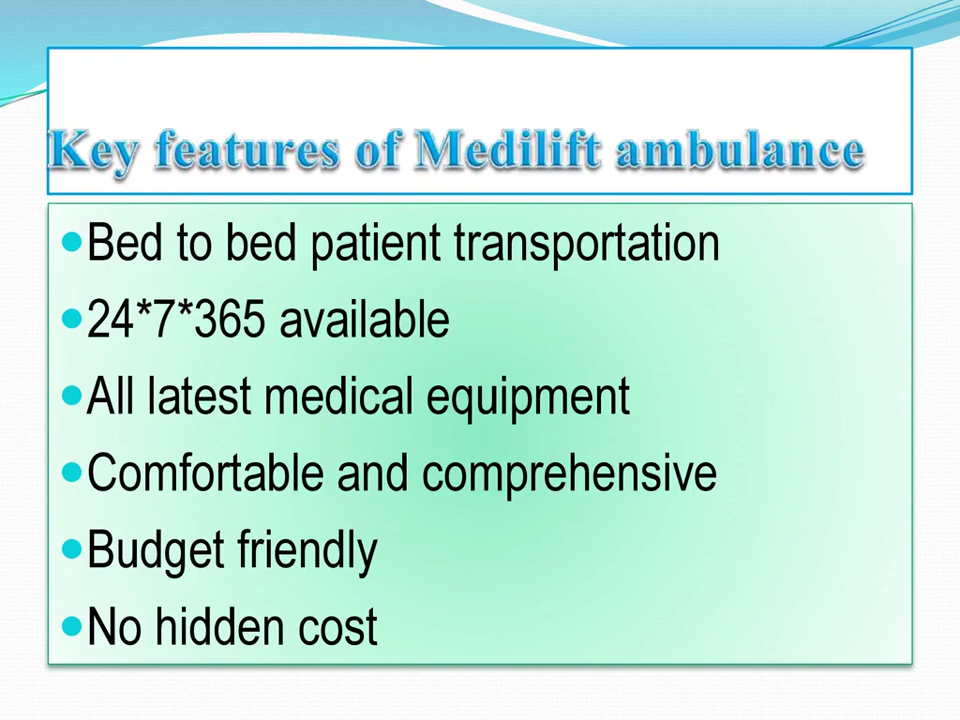 Key features of Medilift ambulance
Bed to bed patient transportation
24*7*365 available
All latest medical equipment
Comfortable and comprehensive
Budget friendly
No hidden cost